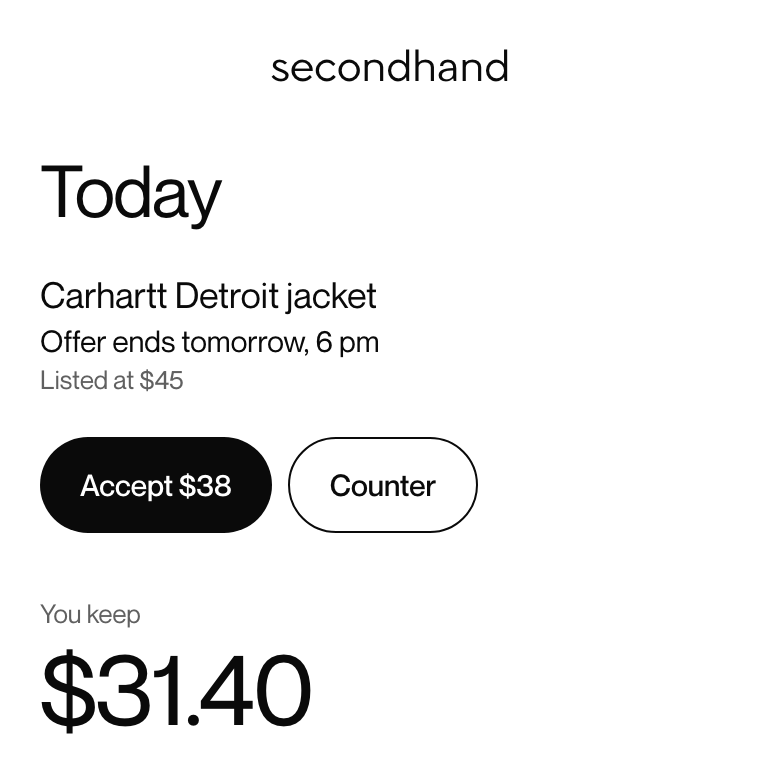 secondhand
Today
Carhartt Detroit jacket
Offer ends tomorrow, 6 pm
Listed at $45
Accept $38
Counter
You keep
$31.40